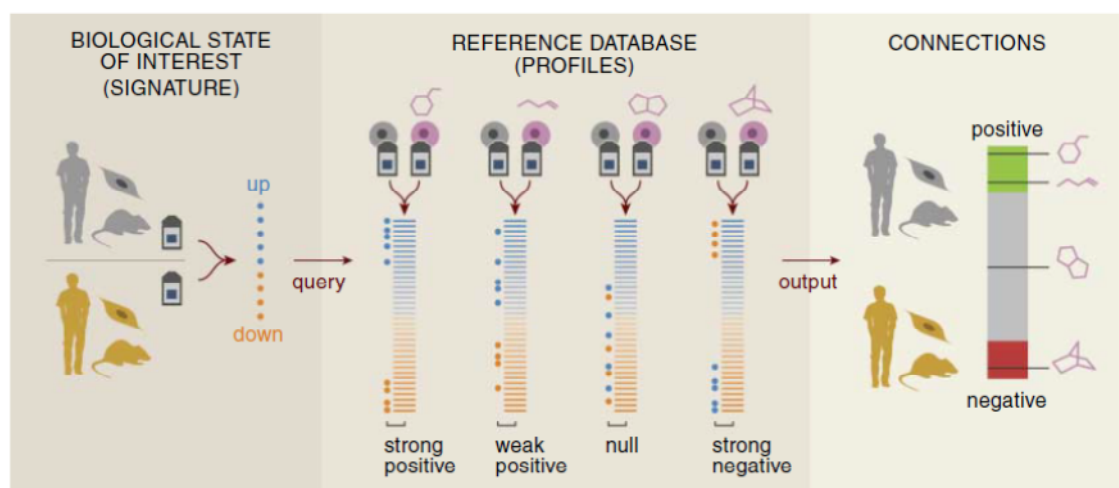 BIOLOGICAL STATE
OF INTEREST
(SIGNATURE)
REFERENCE DATABASE
(PROFILES)
CONNECTIONS
up
down
query
strong
positive
weak
positive
null
strong
negative
output
positive
negative